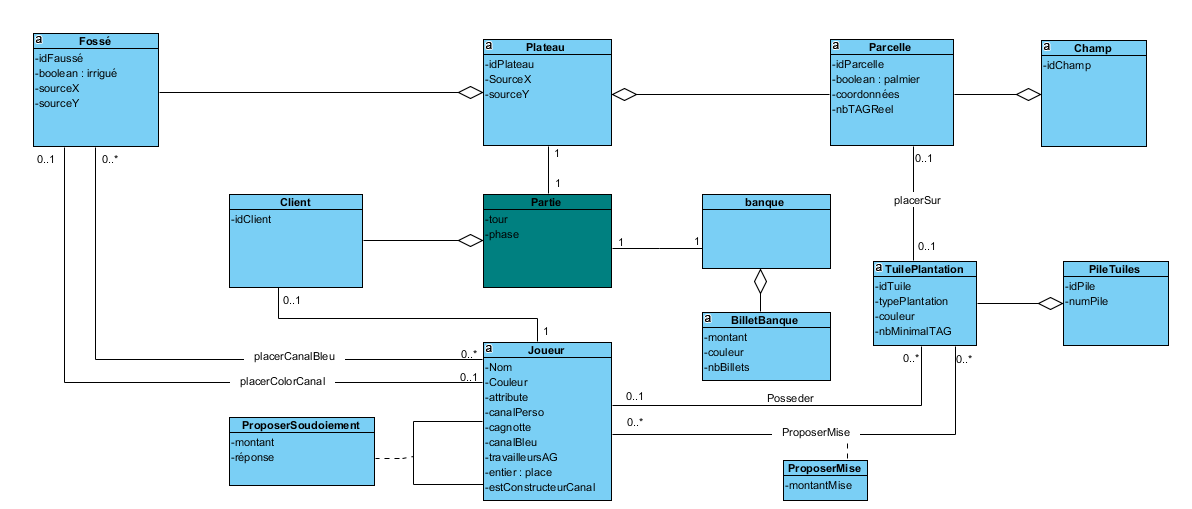 a
Fossé
-idFaussé
-boolean : irrigué
-sourceX
-sourceY
a
Plateau
-idPlateau
-SourceX
-sourceY
a
Parcelle
-idParcelle
-boolean : palmier
-coordonnées
-nbTAGReel
a
Champ
-idChamp
0..1
0..*
1
1
0..1
placerSur
0..1
Client
-idClient
0..1
1
Partie
-tour
-phase
1
1
banque
a
BilletBanque
-montant
-couleur
-nbBillets
a
TuilePlantation
-idTuile
-typePlantation
-couleur
-nbMinimalTAG
0..*
0..*
PileTuiles
-idPile
-numPile
placerCanalBleu
0..*
placerColorCanal
0..1
a
Joueur
-Nom
-Couleur
-attribute
-canalPerso
-cagnotte
-canalBleu
-travailleursAG
-entier : place
-estConstructeurCanal
0..1
Posseder
0..*
ProposerMise
ProposerSoudoiement
-montant
-réponse
ProposerMise
-montantMise